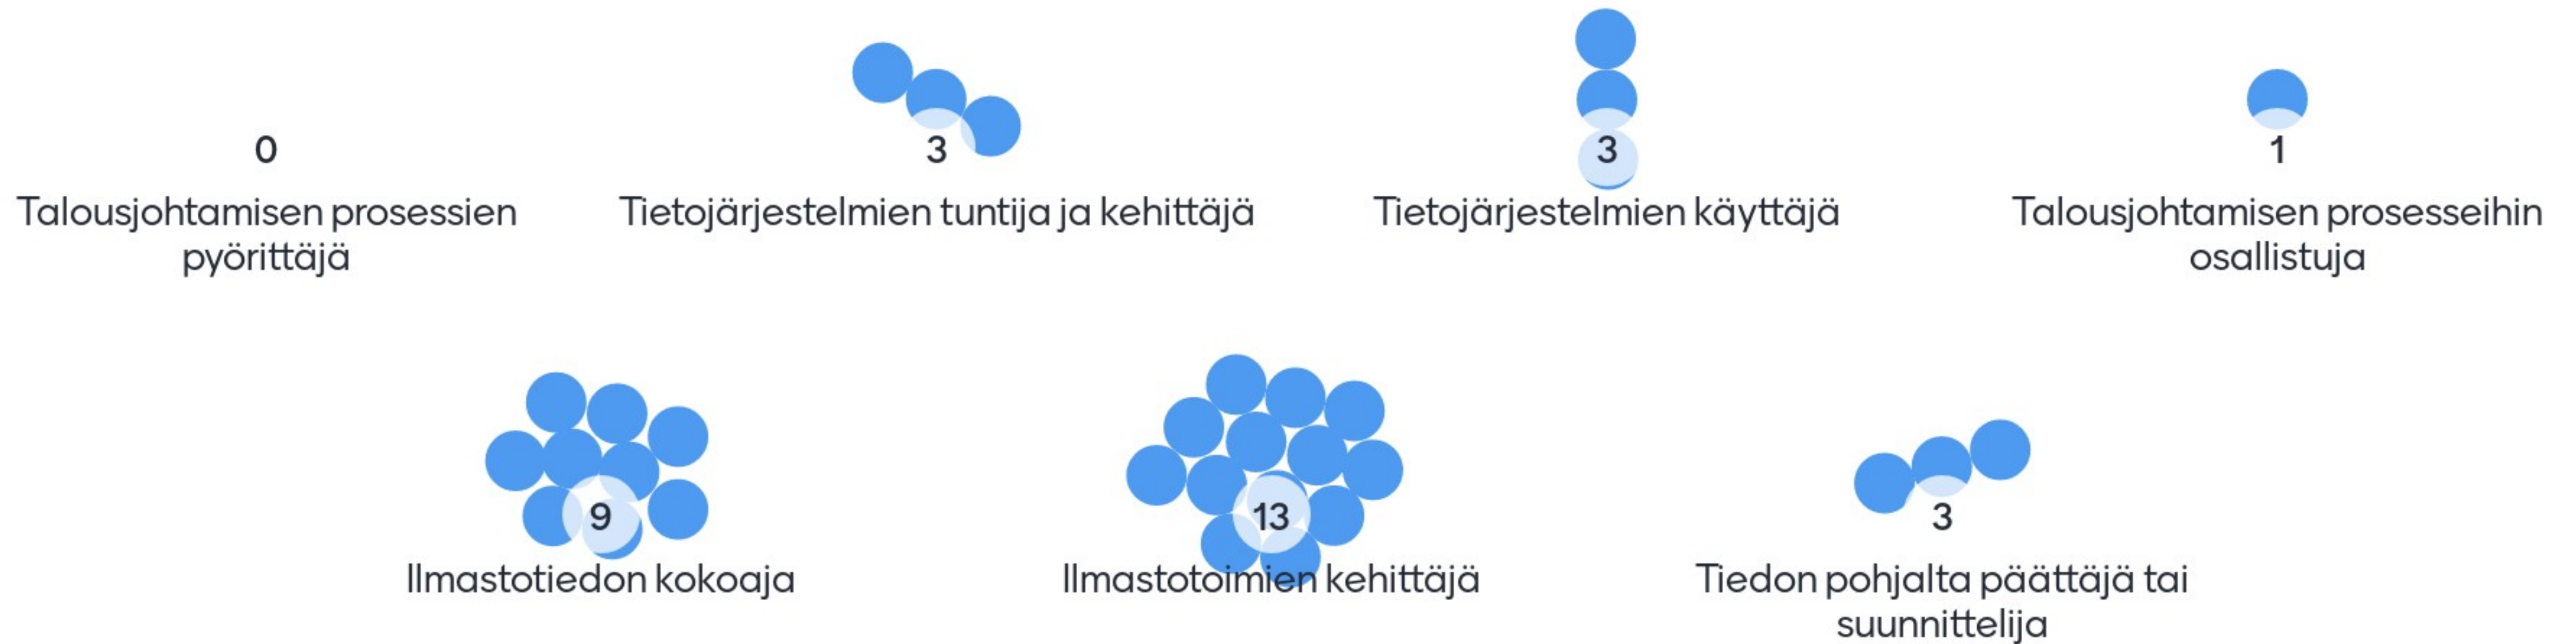 0
Talousjohtamisen prosessien
pyörittäjä
3
Tietojärjestelmien tuntija ja kehittäjä
3
Tietojärjestelmien käyttäjä
1
Talousjohtamisen prosesseihin
osallistuja
9
Ilmastotiedon kokoaja
13
Ilmastotoimien kehittäjä
3
Tiedon pohjalta päättäjä tai
suunnittelija